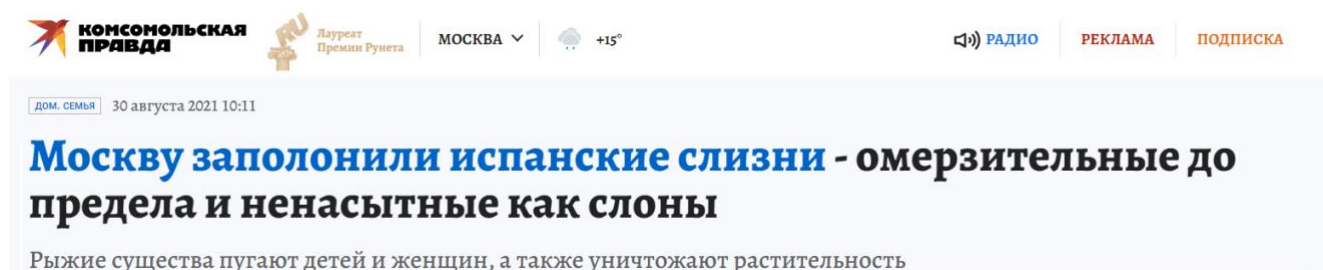 КОМСОМОЛЬСКАЯ
ПРАВДА
RU
Лауреат
Премии Рунета
МОСКВА
+15°
РАДИО
РЕКЛАМА
ПОДПИСКА
ДОМ. СЕМЬЯ 30 августа 2021 10:11
Москву заполонили испанские слизни - омерзительные до
предела и ненасытные как слоны
Рыжие существа пугают детей и женщин, а также уничтожают растительность